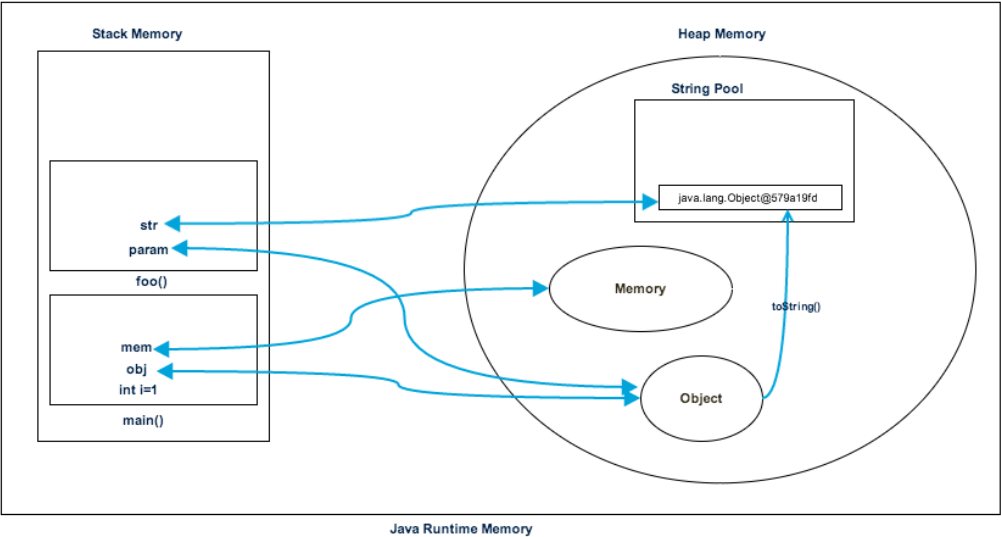 Stack Memory
Heap Memory
String Pool
java.lang.Object@579a19fd
str
param
foo()
Memory
toString()
mem
obj
int i=1
Object
main()
Java Runtime Memory